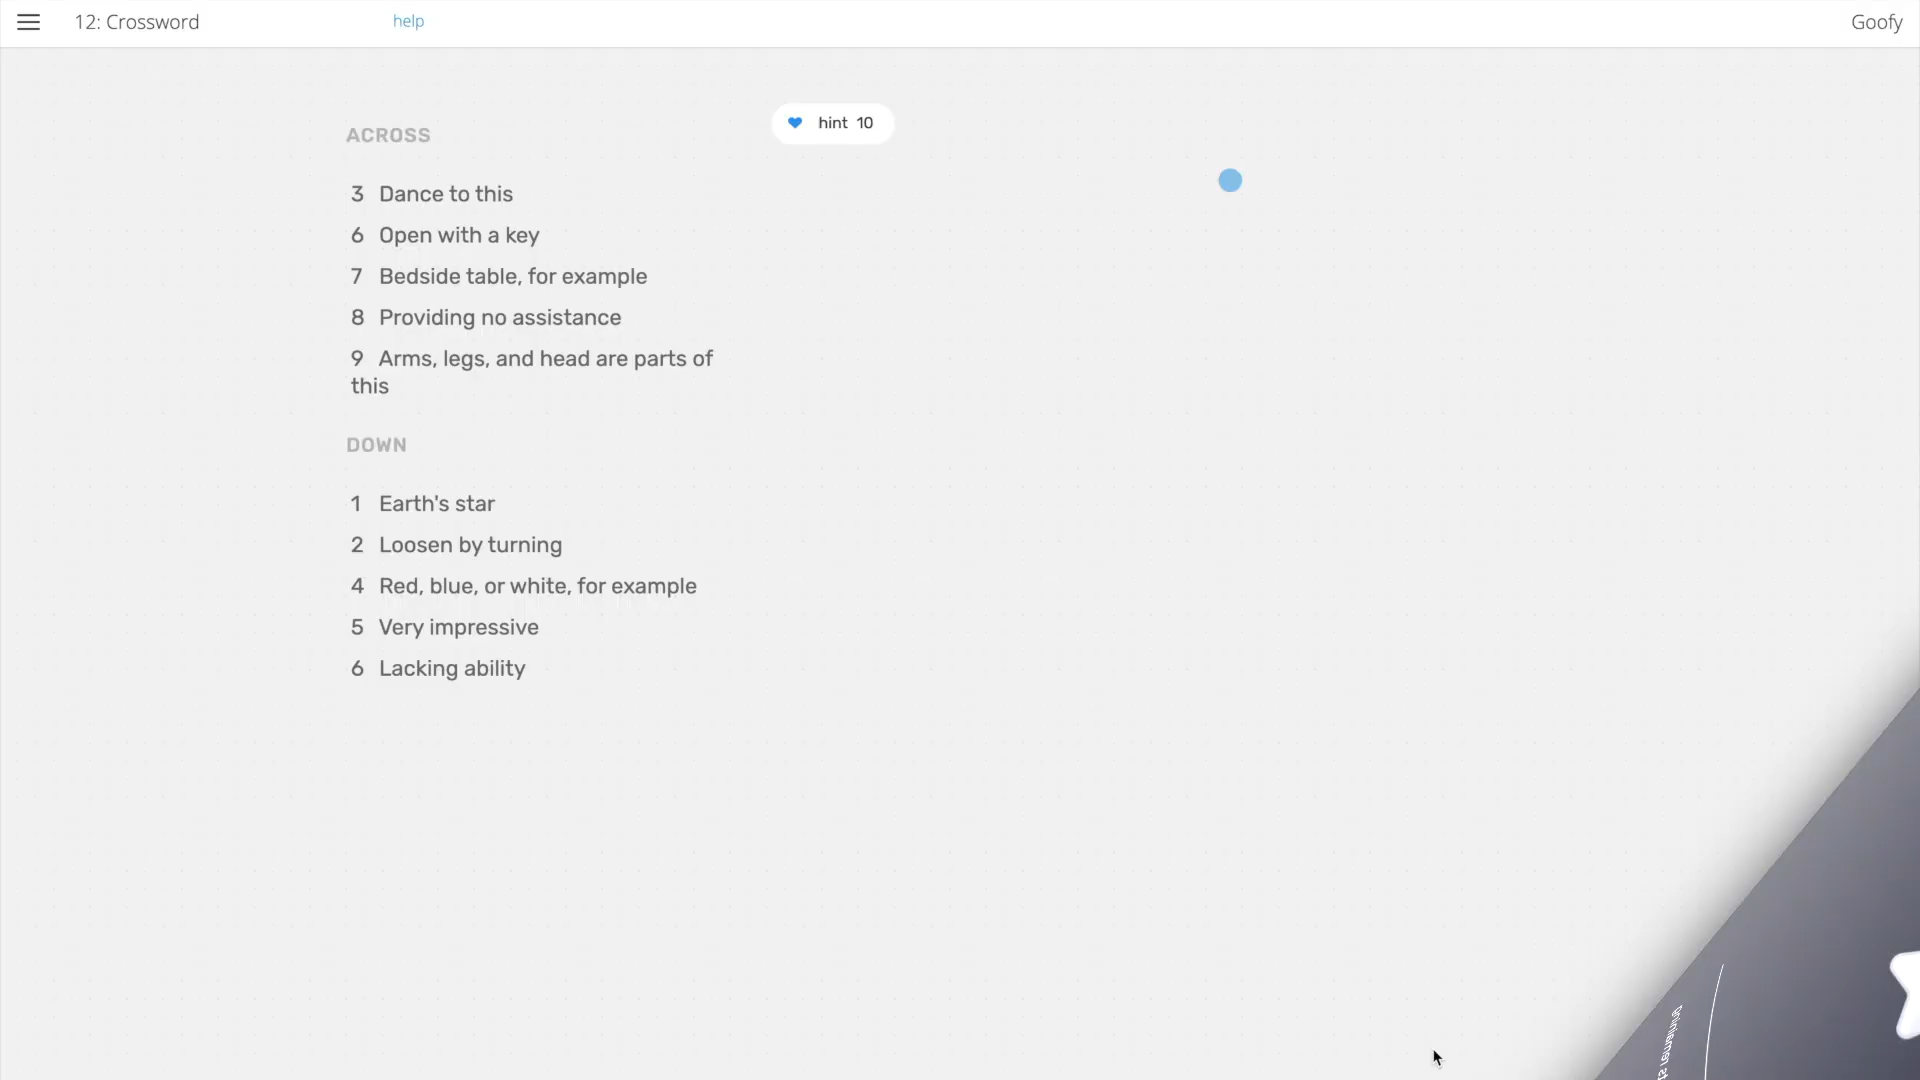 12: Crossword
help
Goofy
ACROSS
hint 10
3 Dance to this
6 Open with a key
7 Bedside table, for example
8 Providing no assistance
9 Arms, legs, and head are parts of
this
DOWN
1 Earth's star
2 Loosen by turning
4 Red, blue, or white, for example
5 Very impressive
6 Lacking ability